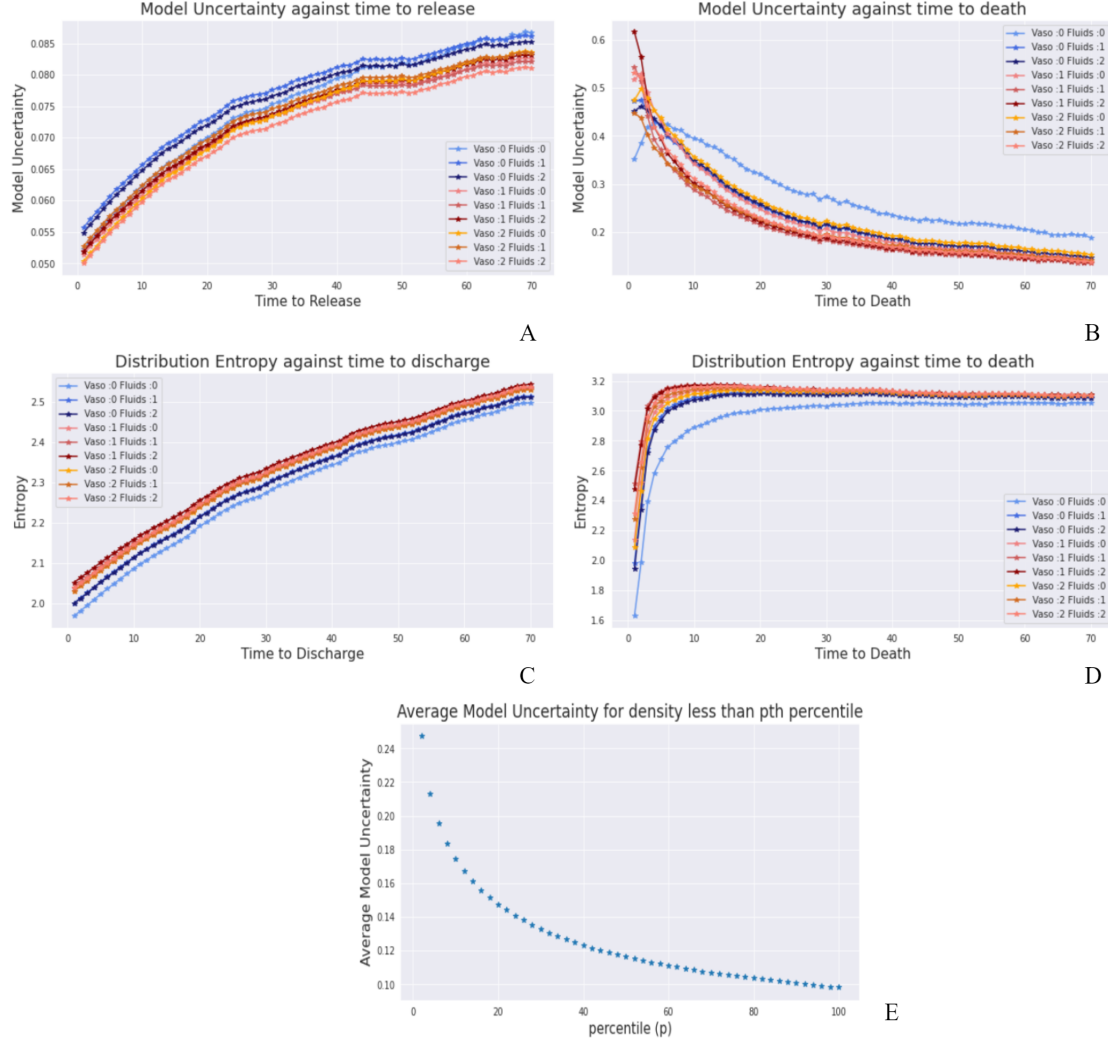 Model Uncertainty against time to release
Model Uncertainty
0.085
0.080
0.075
0.070
0.065
0.060
0.055
0.050
Vaso :0 Fluids :0
Vaso :0 Fluids :1
Vaso :0 Fluids :2
Vaso :1 Fluids :0
Vaso :1 Fluids :1
Vaso :1 Fluids :2
Vaso :2 Fluids :0
Vaso :2 Fluids :1
Vaso :2 Fluids :2
0 10 20 30 40 50 60 70
Time to Release
A
Model Uncertainty against time to death
Model Uncertainty
0.6
0.5
0.4
0.3
0.2
Vaso :0 Fluids :0
Vaso :0 Fluids :1
Vaso :0 Fluids :2
Vaso :1 Fluids :0
Vaso :1 Fluids :1
Vaso :1 Fluids :2
Vaso :2 Fluids :0
Vaso :2 Fluids :1
Vaso :2 Fluids :2
0 10 20 30 40 50 60 70
Time to Death
B
Distribution Entropy against time to discharge
Entropy
2.5
2.4
2.3
2.2
2.1
2.0
Vaso :0 Fluids :0
Vaso :0 Fluids :1
Vaso :0 Fluids :2
Vaso :1 Fluids :0
Vaso :1 Fluids :1
Vaso :1 Fluids :2
Vaso :2 Fluids :0
Vaso :2 Fluids :1
Vaso :2 Fluids :2
0 10 20 30 40 50 60 70
Time to Discharge
C
Distribution Entropy against time to death
Entropy
3.2
3.0
2.8
2.6
2.4
2.2
2.0
1.8
1.6
Vaso :0 Fluids :0
Vaso :0 Fluids :1
Vaso :0 Fluids :2
Vaso :1 Fluids :0
Vaso :1 Fluids :1
Vaso :1 Fluids :2
Vaso :2 Fluids :0
Vaso :2 Fluids :1
Vaso :2 Fluids :2
0 10 20 30 40 50 60 70
Time to Death
D
Average Model Uncertainty for density less than pth percentile
Average Model Uncertainty
0.24
0.22
0.20
0.18
0.16
0.14
0.12
0.10
0 20 40 60 80 100
percentile (p)
E